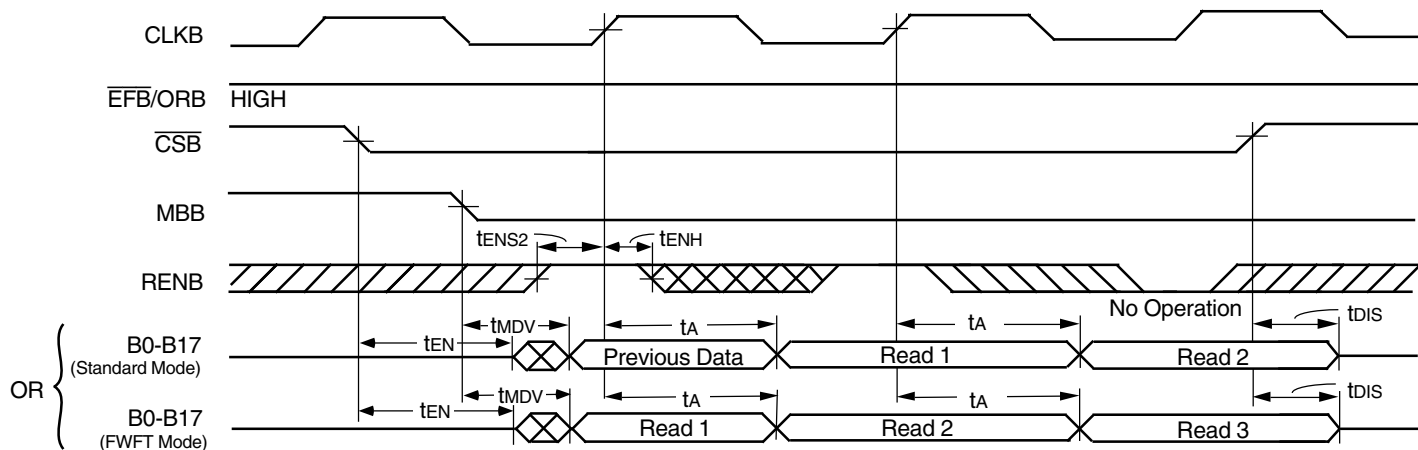 CLKB
EFB/ORB HIGH
CSB
MBB
tENS2 tENH
RENB
No Operation
tMDV tA tA tDIS
tEN
B0-B17
(Standard Mode)
Previous Data Read 1 Read 2
OR
tMDV tA tA tDIS
tEN
B0-B17
(FWFT Mode)
Read 1 Read 2 Read 3